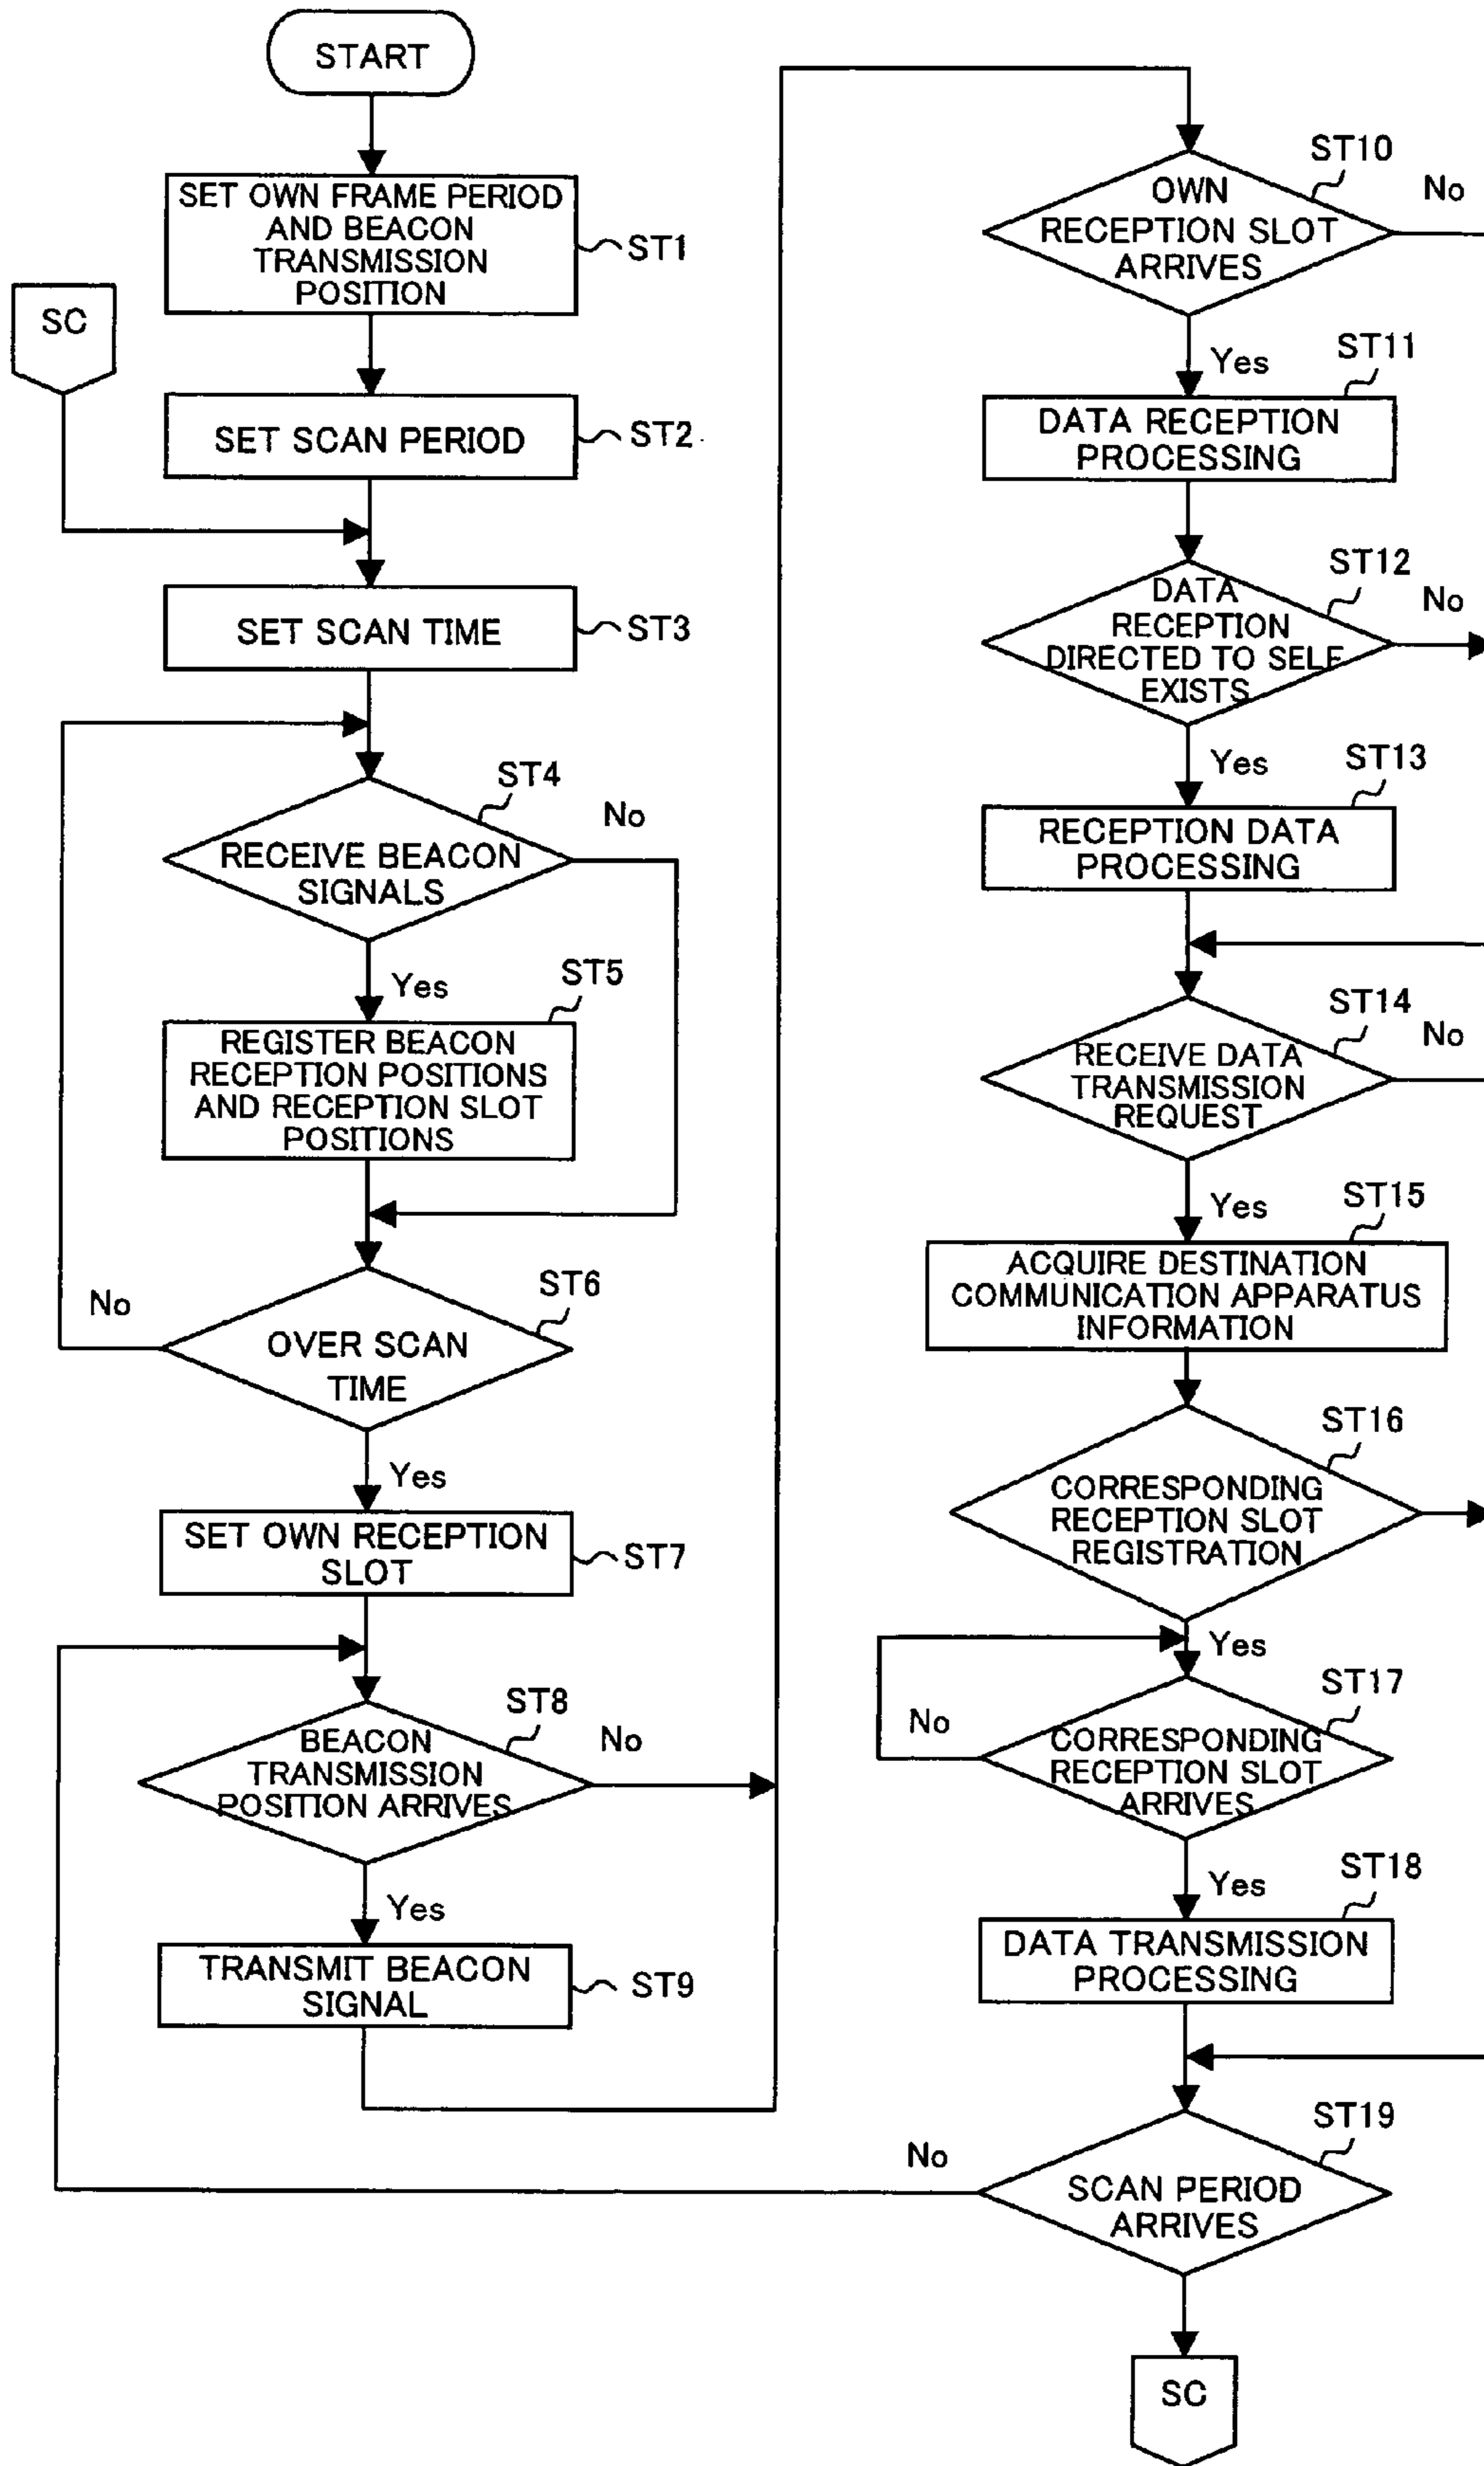 START
SET OWN FRAME PERIOD
AND BEACON
TRANSMISSION
POSITION
ST1
SC
SET SCAN PERIOD
ST2
SET SCAN TIME
ST3
ST4
No
RECEIVE BEACON
SIGNALS
Yes
ST5
REGISTER BEACON
RECEPTION POSITIONS
AND RECEPTION SLOT
POSITIONS
ST6
No
OVER SCAN
TIME
Yes
SET OWN RECEPTION
SLOT
ST7
ST8
No
BEACON
TRANSMISSION
POSITION ARRIVES
Yes
TRANSMIT BEACON
SIGNAL
ST9
ST10
No
OWN
RECEPTION SLOT
ARRIVES
Yes
ST11
DATA RECEPTION
PROCESSING
ST12
No
DATA
RECEPTION
DIRECTED TO SELF
EXISTS
Yes
ST13
RECEPTION DATA
PROCESSING
ST14
No
RECEIVE DATA
TRANSMISSION
REQUEST
Yes
ST15
ACQUIRE DESTINATION
COMMUNICATION APPARATUS
INFORMATION
ST16
CORRESPONDING
RECEPTION SLOT
REGISTRATION
Yes
ST17
No
CORRESPONDING
RECEPTION SLOT
ARRIVES
Yes
ST18
DATA TRANSMISSION
PROCESSING
ST19
No
SCAN PERIOD
ARRIVES
SC